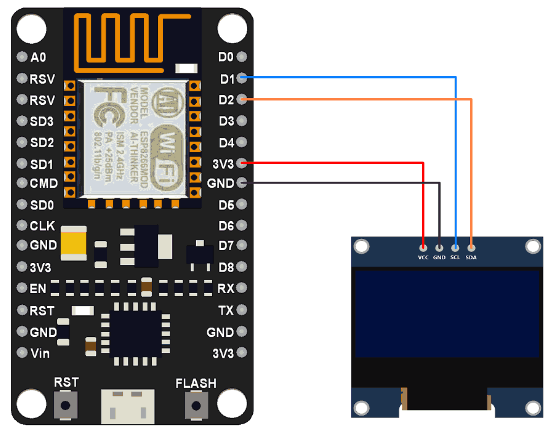 A0
RSV
RSV
SD3
SD2
SD1
CMD
SD0
CLK
GND
3V3
EN
RST
GND
Vin
MODEL
VENDOR
ESP8266MOD
AI-THINKER
ISM 2.4GHz
PA +25dBm
802.11b/g/n
FC
Wi Fi
D0
D1
D2
D3
D4
3V3
GND
D5
D6
D7
D8
RX
TX
GND
3V3
RST
FLASH
VCC
GND
SCL
SDA